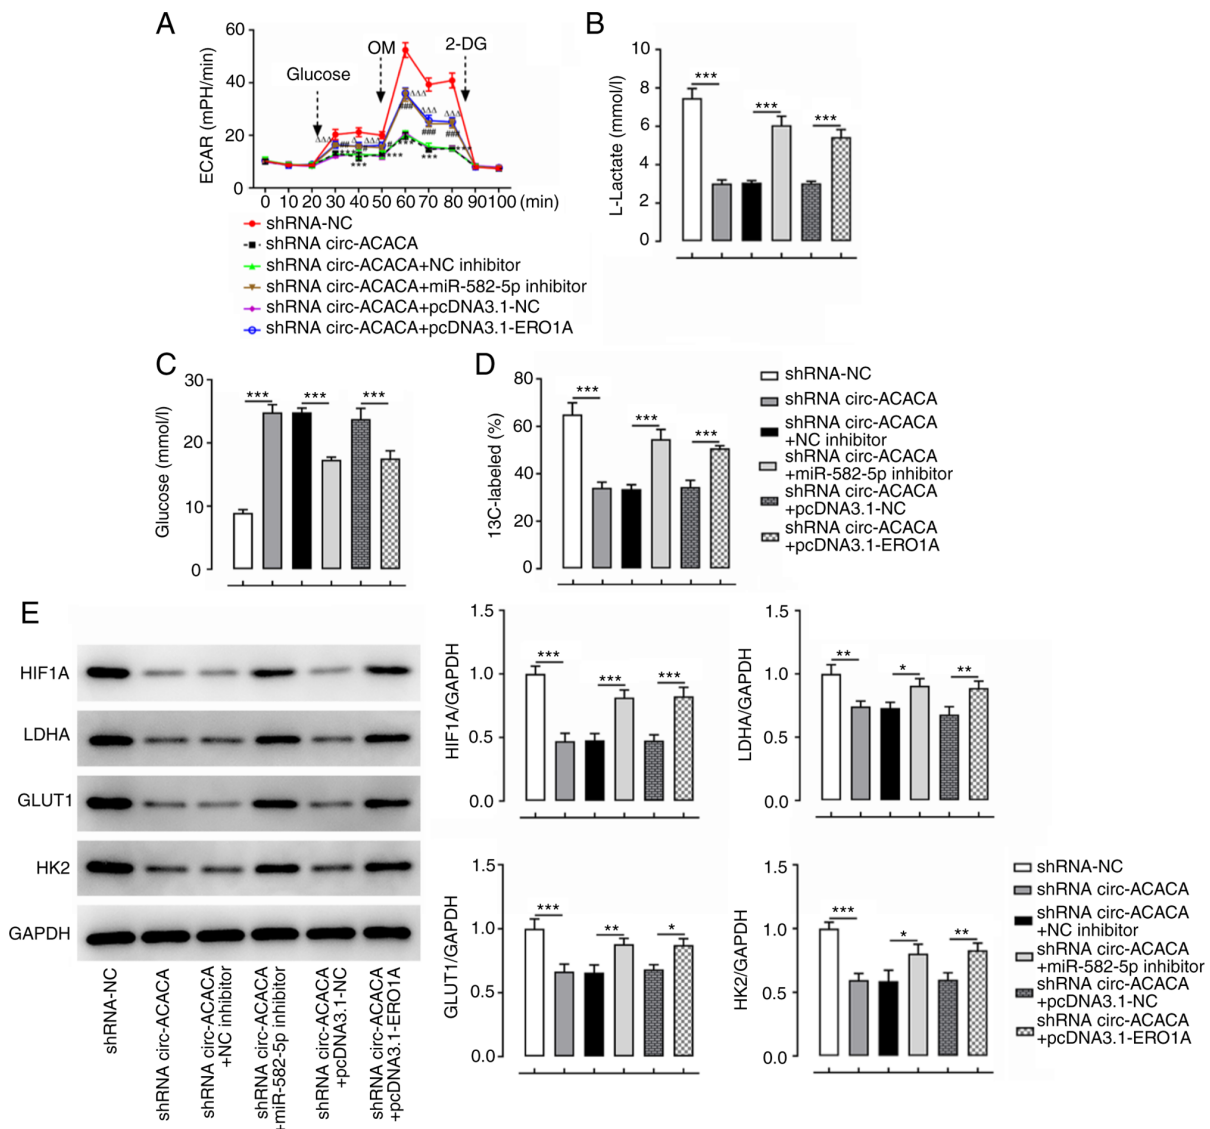 A
60
40
20
0
ECAR (mPH/min)
Glucose
OM
2-DG
0 10 20 30 40 50 60 70 80 90 100 (min)
shRNA-NC
shRNA circ-ACACA
shRNA circ-ACACA+NC inhibitor
shRNA circ-ACACA+miR-582-5p inhibitor
shRNA circ-ACACA+pcDNA3.1-NC
shRNA circ-ACACA+pcDNA3.1-ERO1A
B
10
8
6
4
2
0
L-Lactate (mmol/l)
*** *** ***
C
30
20
10
0
Glucose (mmol/l)
*** *** ***
D
80
60
40
20
0
13C-labeled (%)
*** *** ***
shRNA-NC
shRNA circ-ACACA
shRNA circ-ACACA
+NC inhibitor
shRNA circ-ACACA
+miR-582-5p inhibitor
shRNA circ-ACACA
+pcDNA3.1-NC
shRNA circ-ACACA
+pcDNA3.1-ERO1A
E
HIF1A
LDHA
GLUT1
HK2
GAPDH
shRNA-NC
shRNA circ-ACACA
shRNA circ-ACACA
+NC inhibitor
shRNA circ-ACACA
+miR-582-5p inhibitor
shRNA circ-ACACA
+pcDNA3.1-NC
shRNA circ-ACACA
+pcDNA3.1-ERO1A
1.5
1.0
0.5
0.0
HIF1A/GAPDH
*** *** ***
1.5
1.0
0.5
0.0
LDHA/GAPDH
** * **
1.5
1.0
0.5
0.0
GLUT1/GAPDH
*** ** *
1.5
1.0
0.5
0.0
HK2/GAPDH
*** * **
shRNA-NC
shRNA circ-ACACA
shRNA circ-ACACA
+NC inhibitor
shRNA circ-ACACA
+miR-582-5p inhibitor
shRNA circ-ACACA
+pcDNA3.1-NC
shRNA circ-ACACA
+pcDNA3.1-ERO1A